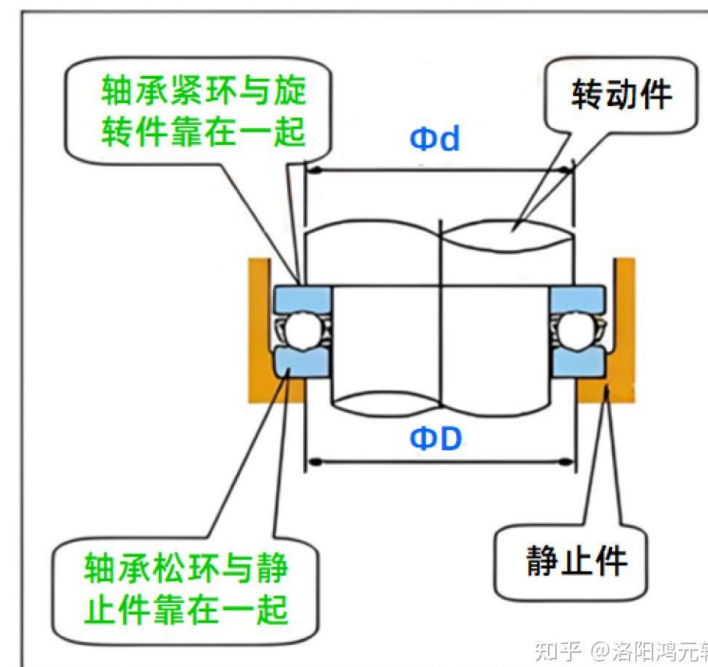 轴承紧环与旋
转件靠在一起
转动件
Φd
ΦD
轴承松环与静
止件靠在一起
静止件
知乎 @洛阳鸿元轴